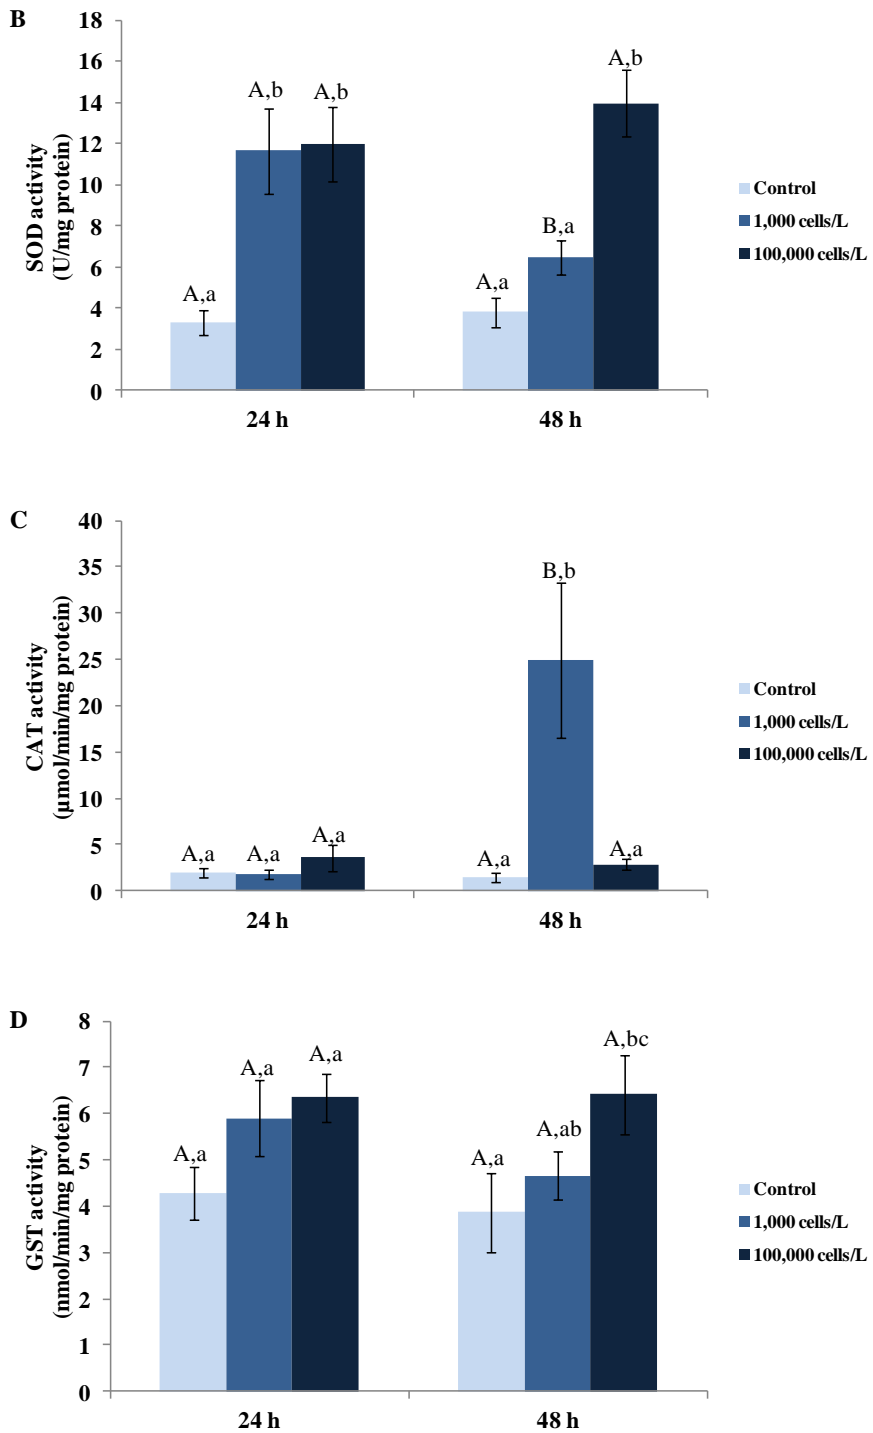 B
SOD activity
(U/mg protein)
18
16
14
12
10
8
6
4
2
0
A,a
A,b
A,b
A,a
B,a
A,b
24 h
48 h
Control
1,000 cells/L
100,000 cells/L
C
CAT activity
(µmol/min/mg protein)
40
35
30
25
20
15
10
5
0
A,a
A,a
A,a
A,a
B,b
A,a
24 h
48 h
Control
1,000 cells/L
100,000 cells/L
D
GST activity
(nmol/min/mg protein)
8
7
6
5
4
3
2
1
0
A,a
A,a
A,a
A,a
A,ab
A,bc
24 h
48 h
Control
1,000 cells/L
100,000 cells/L